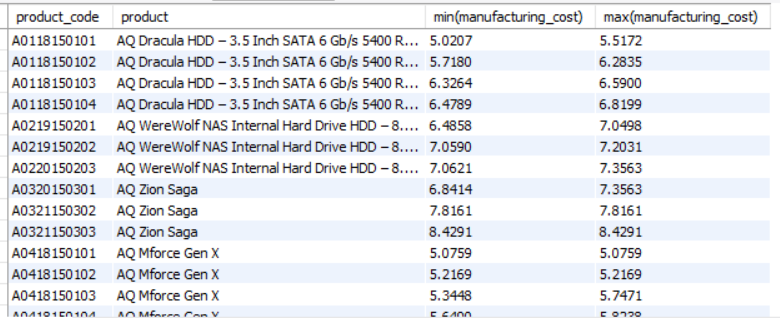 product_code product min(manufacturing_cost) max(manufacturing_cost)
A0118150101 AQ Dracula HDD – 3.5 Inch SATA 6 Gb/s 5400 R... 5.0207 5.5172
A0118150102 AQ Dracula HDD – 3.5 Inch SATA 6 Gb/s 5400 R... 5.7180 6.2835
A0118150103 AQ Dracula HDD – 3.5 Inch SATA 6 Gb/s 5400 R... 6.3264 6.5900
A0118150104 AQ Dracula HDD – 3.5 Inch SATA 6 Gb/s 5400 R... 6.4789 6.8199
A0219150201 AQ WereWolf NAS Internal Hard Drive HDD – 8.... 6.4858 7.0498
A0219150202 AQ WereWolf NAS Internal Hard Drive HDD – 8.... 7.0590 7.2031
A0220150203 AQ WereWolf NAS Internal Hard Drive HDD – 8.... 7.0621 7.3563
A0320150301 AQ Zion Saga 6.8414 7.3563
A0321150302 AQ Zion Saga 7.8161 7.8161
A0321150303 AQ Zion Saga 8.4291 8.4291
A0418150101 AQ Mforce Gen X 5.0759 5.0759
A0418150102 AQ Mforce Gen X 5.2169 5.2169
A0418150103 AQ Mforce Gen X 5.3448 5.7471
A0418150104 AQ Mforce Gen X